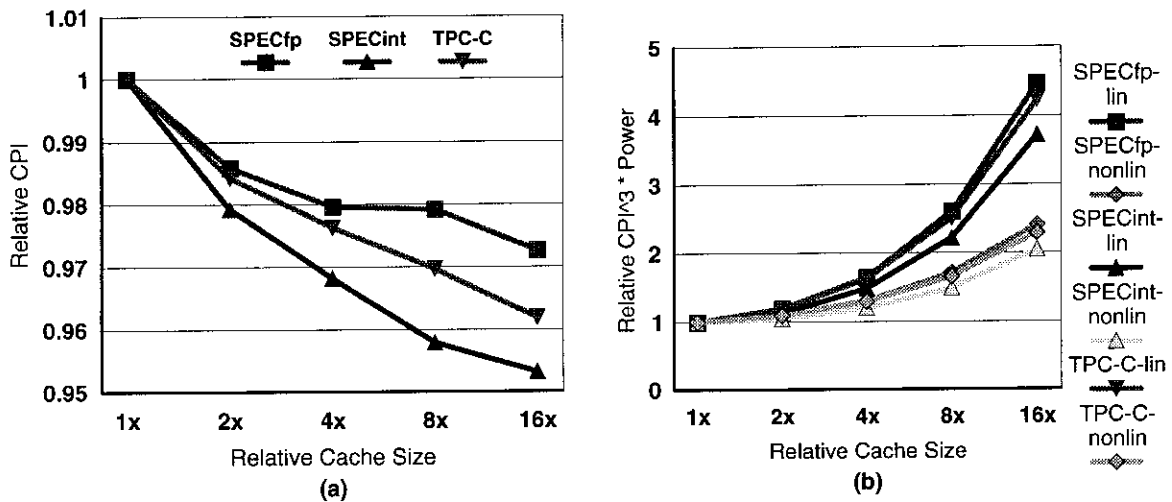 1.01
1
0.99
0.98
0.97
0.96
0.95
Relative CPI
SPECfp SPECint TPC-C
1x 2x 4x 8x 16x
Relative Cache Size
(a)
5
4
3
2
1
0
Relative CPI^3 * Power
1x 2x 4x 8x 16x
Relative Cache Size
(b)
SPECfp-
lin
SPECfp-
nonlin
SPECint-
lin
SPECint-
nonlin
TPC-C-lin
TPC-C-
nonlin